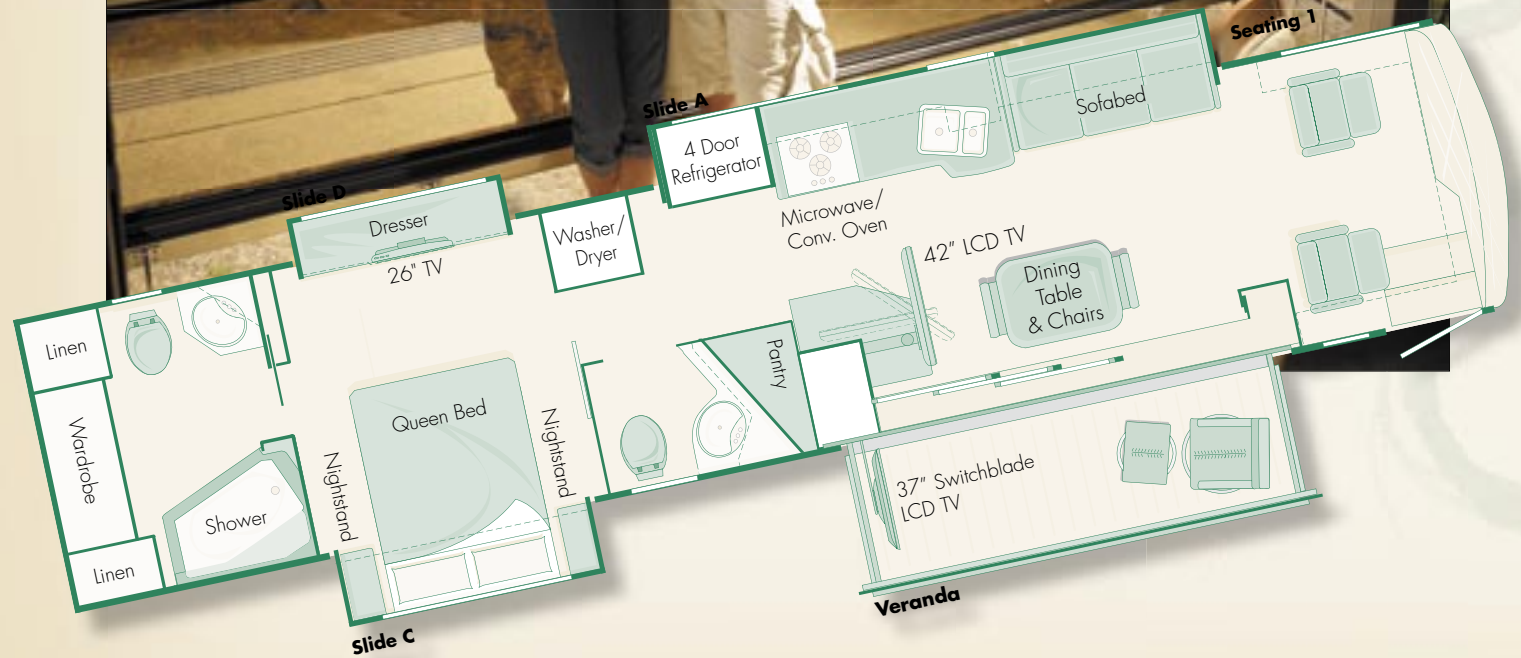 Seating 1
Slide A
Sofabed
4 Door
Refrigerator
Microwave/
Conv. Oven
Slide D
Dresser
26” TV
Washer/
Dryer
42” LCD TV
Dining
Table
& Chairs
Linen
Wardrobe
Linen
Shower
Nightstand
Queen Bed
Nightstand
Pantry
37” Switchblade
LCD TV
Veranda
Slide C